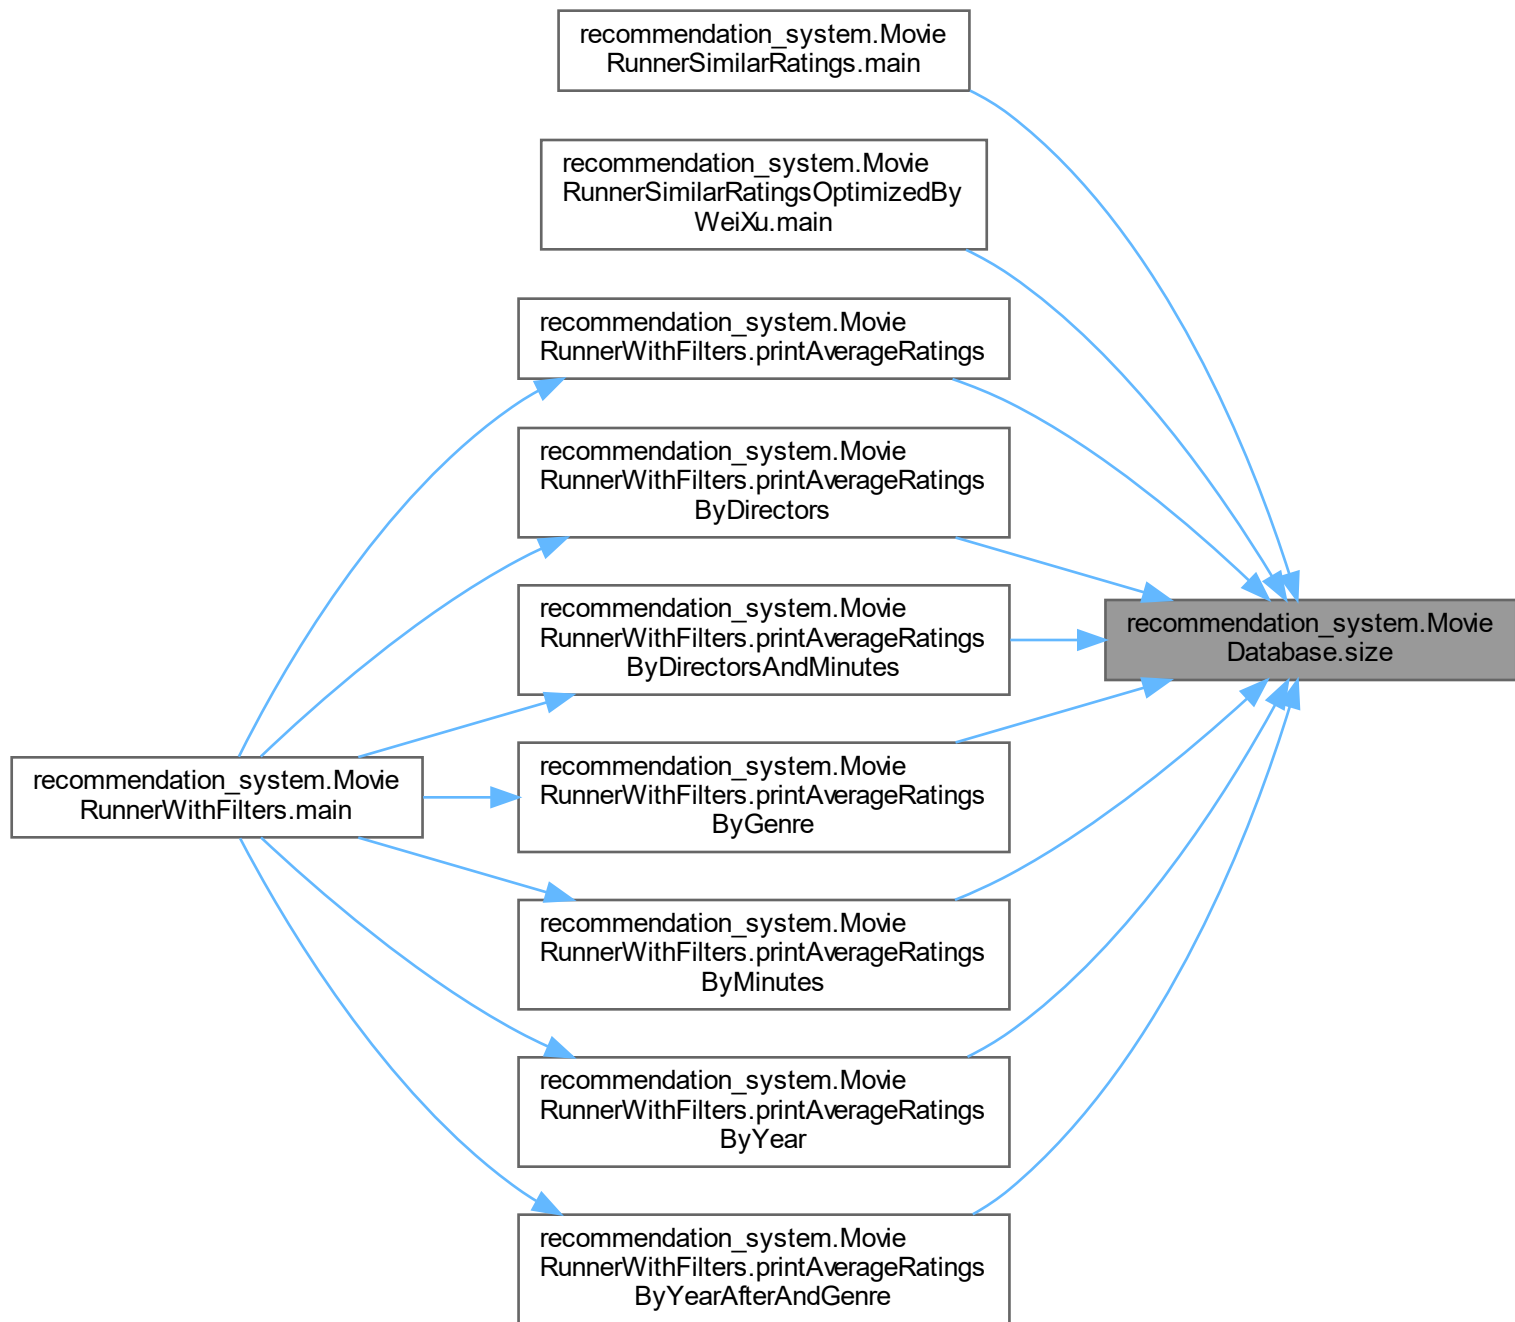 recommendation_system.Movie
RunnerSimilarRatings.main
recommendation_system.Movie
RunnerSimilarRatingsOptimizedBy
WeiXu.main
recommendation_system.Movie
RunnerWithFilters.printAverageRatings
recommendation_system.Movie
RunnerWithFilters.printAverageRatings
ByDirectors
recommendation_system.Movie
RunnerWithFilters.printAverageRatings
ByDirectorsAndMinutes
recommendation_system.Movie
Database.size
recommendation_system.Movie
RunnerWithFilters.main
recommendation_system.Movie
RunnerWithFilters.printAverageRatings
ByGenre
recommendation_system.Movie
RunnerWithFilters.printAverageRatings
ByMinutes
recommendation_system.Movie
RunnerWithFilters.printAverageRatings
ByYear
recommendation_system.Movie
RunnerWithFilters.printAverageRatings
ByYearAfterAndGenre